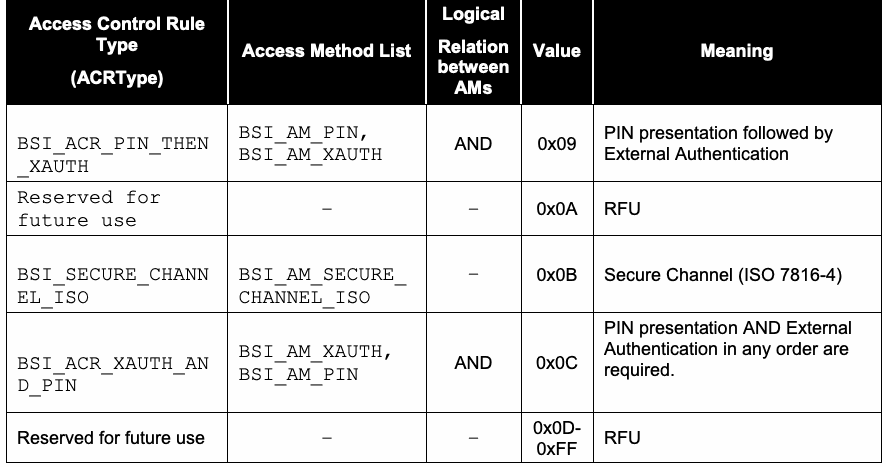 Access Control Rule
Type
(ACRType)
Access Method List
Logical
Relation
between
AMs
Value
Meaning
BSI_ACR_PIN_THEN
_XAUTH
BSI_AM_PIN,
BSI_AM_XAUTH
AND
0x09
PIN presentation followed by
External Authentication
Reserved for
future use
–
–
0x0A
RFU
BSI_SECURE_CHANN
EL_ISO
BSI_AM_SECURE_
CHANNEL_ISO
–
0x0B
Secure Channel (ISO 7816-4)
BSI_ACR_XAUTH_AN
D_PIN
BSI_AM_XAUTH,
BSI_AM_PIN
AND
0x0C
PIN presentation AND External
Authentication in any order are
required.
Reserved for future use
–
–
0x0D-
0xFF
RFU